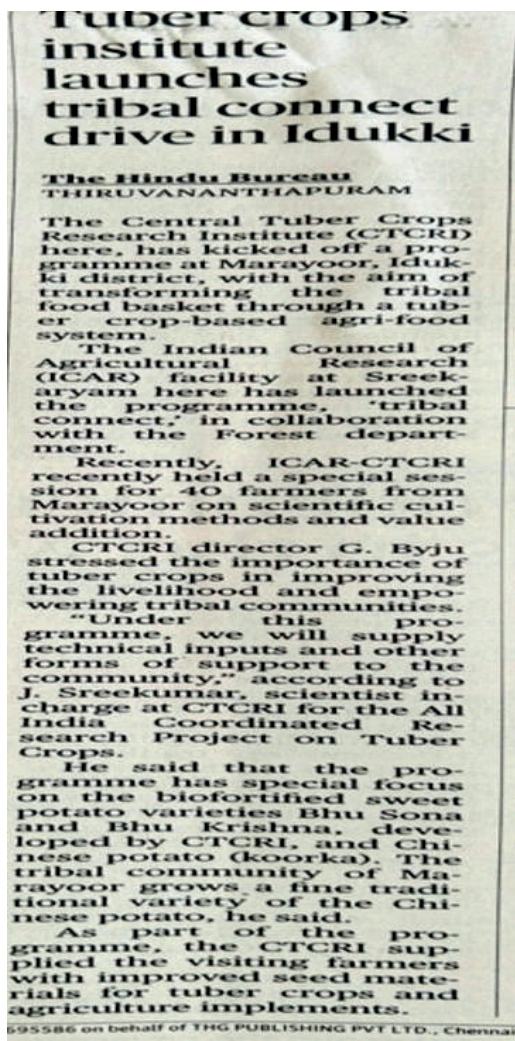 Tuber crops
institute
launches
tribal connect
drive in Idukki
The Hindu Bureau
THIRUVANANTHAPURAM
The Central Tuber Crops
Research Institute (CTCRI)
here, has kicked off a pro-
gramme at Marayoor, Iduk-
ki district, with the aim of
transforming the tribal
food basket through a tub-
er crop-based agri-food
system.
The Indian Council of
Agricultural Research
(ICAR) facility at Sreek-
aryam here has launched
the programme, 'tribal
connect,' in collaboration
with the Forest depart-
ment.
Recently, ICAR-CTCRI
recently held a special ses-
sion for 40 farmers from
Marayoor on scientific cul-
tivation methods and value
addition.
CTCRI director G. Byju
stressed the importance of
tuber crops in improving
the livelihood and empo-
wering tribal communities.
"Under this pro-
gramme, we will supply
technical inputs and other
forms of support to the
community," according to
J. Sreekumar, scientist in-
charge at CTCRI for the All
India Coordinated Re-
search Project on Tuber
Crops.
He said that the pro-
gramme has special focus
on the biofortified sweet
potato varieties Bhu Sona
and Bhu Krishna, deve-
loped by CTCRI, and Chi-
nese potato (koorka). The
tribal community of Ma-
rayoor grows a fine tradi-
tional variety of the Chi-
nese potato, he said.
As part of the pro-
gramme, the CTCRI sup-
plied the visiting farmers
with improved seed mate-
rials for tuber crops and
agriculture implements.
695586 on behalf of THG PUBLISHING PVT LTD., Chennai